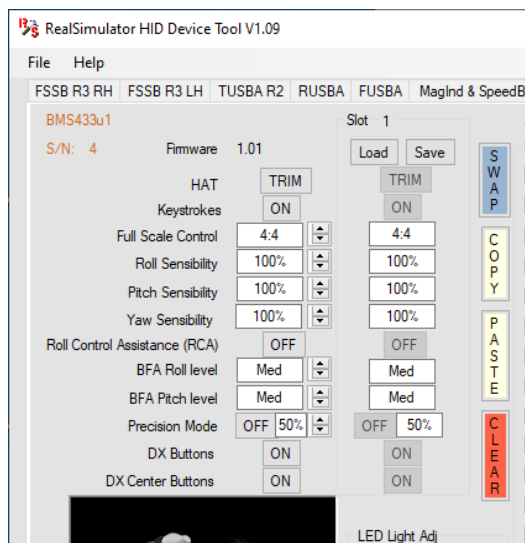 RS RealSimulator HID Device Tool V1.09
File Help
FSSB R3 RH FSSB R3 LH TUSBA R2 RUSBA FUSBA MagInd & SpeedB
BMS433u1 Slot 1
S/N: 4 Firmware 1.01 Load Save
HAT TRIM TRIM
Keystrokes ON ON
Full Scale Control 4:4 4:4
Roll Sensibility 100% 100%
Pitch Sensibility 100% 100%
Yaw Sensibility 100% 100%
Roll Control Assistance (RCA) OFF OFF
BFA Roll level Med Med
BFA Pitch level Med Med
Precision Mode OFF 50% OFF 50%
DX Buttons ON ON
DX Center Buttons ON ON
SWAP
COPY
PASTE
CLEAR
LED Light Adj